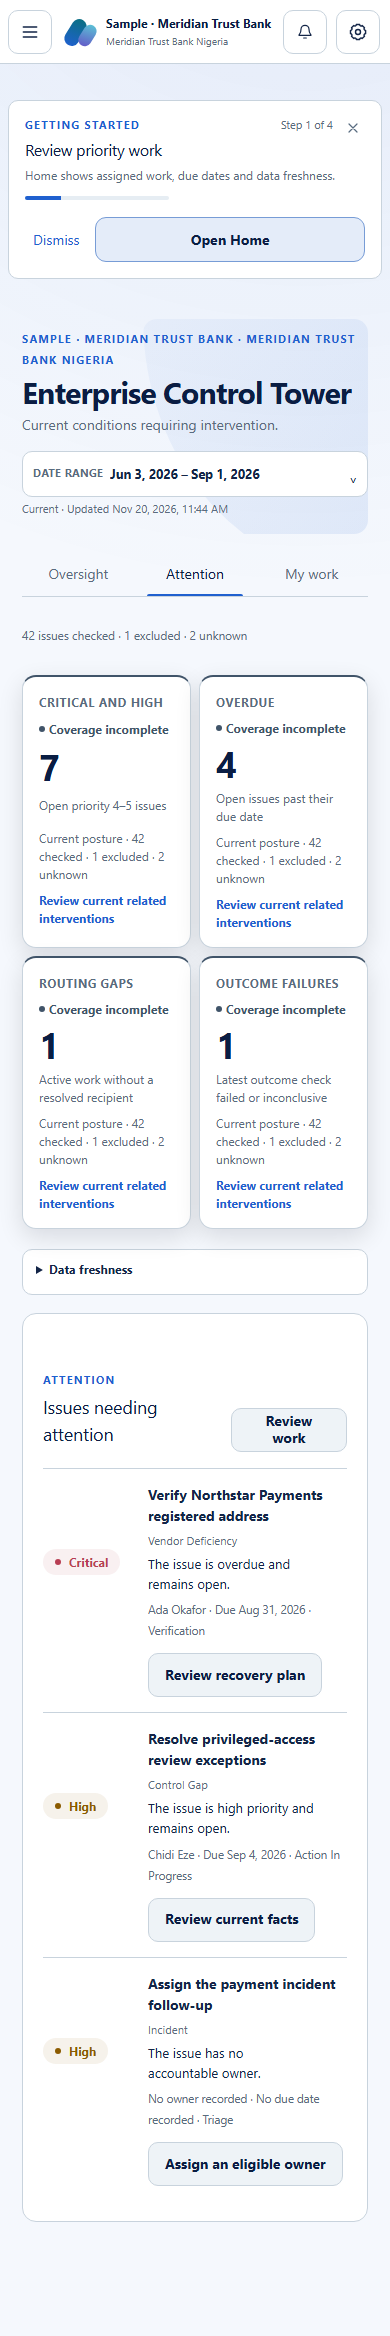 Sample · Meridian Trust Bank
Meridian Trust Bank Nigeria
GETTING STARTED
Step 1 of 4
Review priority work
Home shows assigned work, due dates and data freshness.
Dismiss
Open Home
SAMPLE · MERIDIAN TRUST BANK · MERIDIAN TRUST
BANK NIGERIA
Enterprise Control Tower
Current conditions requiring intervention.
DATE RANGE Jun 3, 2026 – Sep 1, 2026
Current · Updated Nov 20, 2026, 11:44 AM
Oversight
Attention
My work
42 issues checked · 1 excluded · 2 unknown
CRITICAL AND HIGH
Coverage incomplete
7
Open priority 4–5 issues
Current posture · 42
checked · 1 excluded · 2
unknown
Review current related
interventions
OVERDUE
Coverage incomplete
4
Open issues past their
due date
Current posture · 42
checked · 1 excluded · 2
unknown
Review current related
interventions
ROUTING GAPS
Coverage incomplete
1
Active work without a
resolved recipient
Current posture · 42
checked · 1 excluded · 2
unknown
Review current related
interventions
OUTCOME FAILURES
Coverage incomplete
1
Latest outcome check
failed or inconclusive
Current posture · 42
checked · 1 excluded · 2
unknown
Review current related
interventions
Data freshness
ATTENTION
Issues needing
attention
Review
work
Critical
Verify Northstar Payments
registered address
Vendor Deficiency
The issue is overdue and
remains open.
Ada Okafor · Due Aug 31, 2026 ·
Verification
Review recovery plan
High
Resolve privileged-access
review exceptions
Control Gap
The issue is high priority and
remains open.
Chidi Eze · Due Sep 4, 2026 · Action In
Progress
Review current facts
High
Assign the payment incident
follow-up
Incident
The issue has no
accountable owner.
No owner recorded · No due date
recorded · Triage
Assign an eligible owner